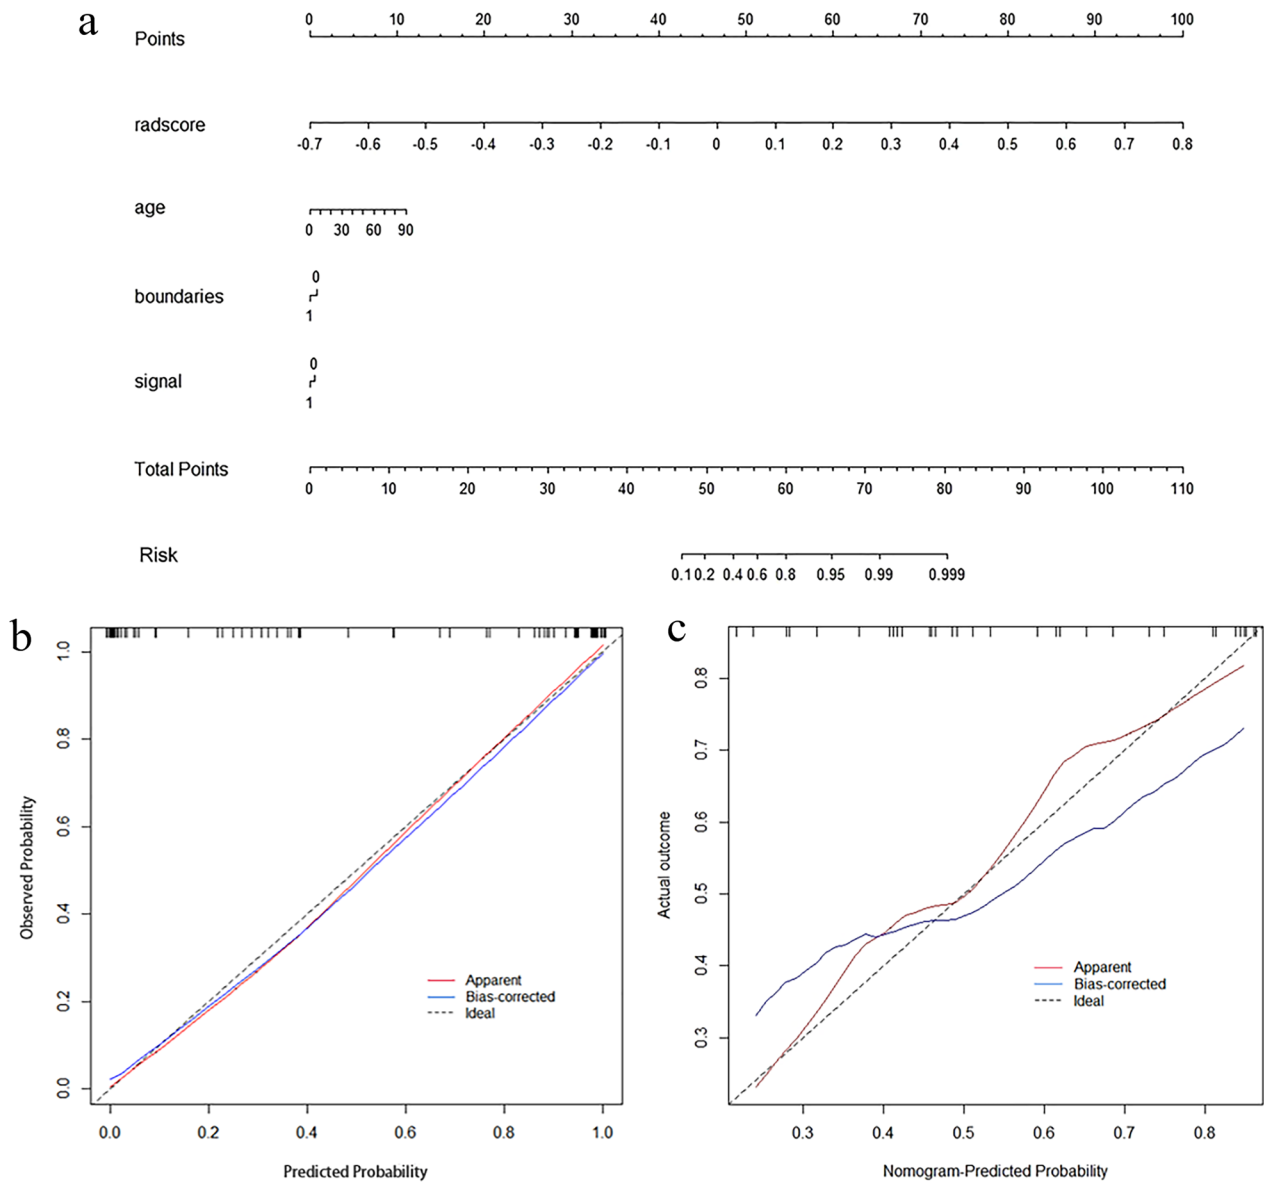 a
Points
0 10 20 30 40 50 60 70 80 90 100
radscore
-0.7 -0.6 -0.5 -0.4 -0.3 -0.2 -0.1 0 0.1 0.2 0.3 0.4 0.5 0.6 0.7 0.8
age
0 30 60 90
0
boundaries
1
0
signal
1
Total Points
0 10 20 30 40 50 60 70 80 90 100 110
Risk
0.1 0.2 0.4 0.6 0.8 0.95 0.99 0.999
b
1.0
0.8
0.6
0.4
0.2
0.0
Observed Probability
Apparent
Bias-corrected
Ideal
0.0 0.2 0.4 0.6 0.8 1.0
Predicted Probability
c
0.8
0.7
0.6
0.5
0.4
0.3
Actual outcome
Apparent
Bias-corrected
Ideal
0.3 0.4 0.5 0.6 0.7 0.8
Nomogram-Predicted Probability